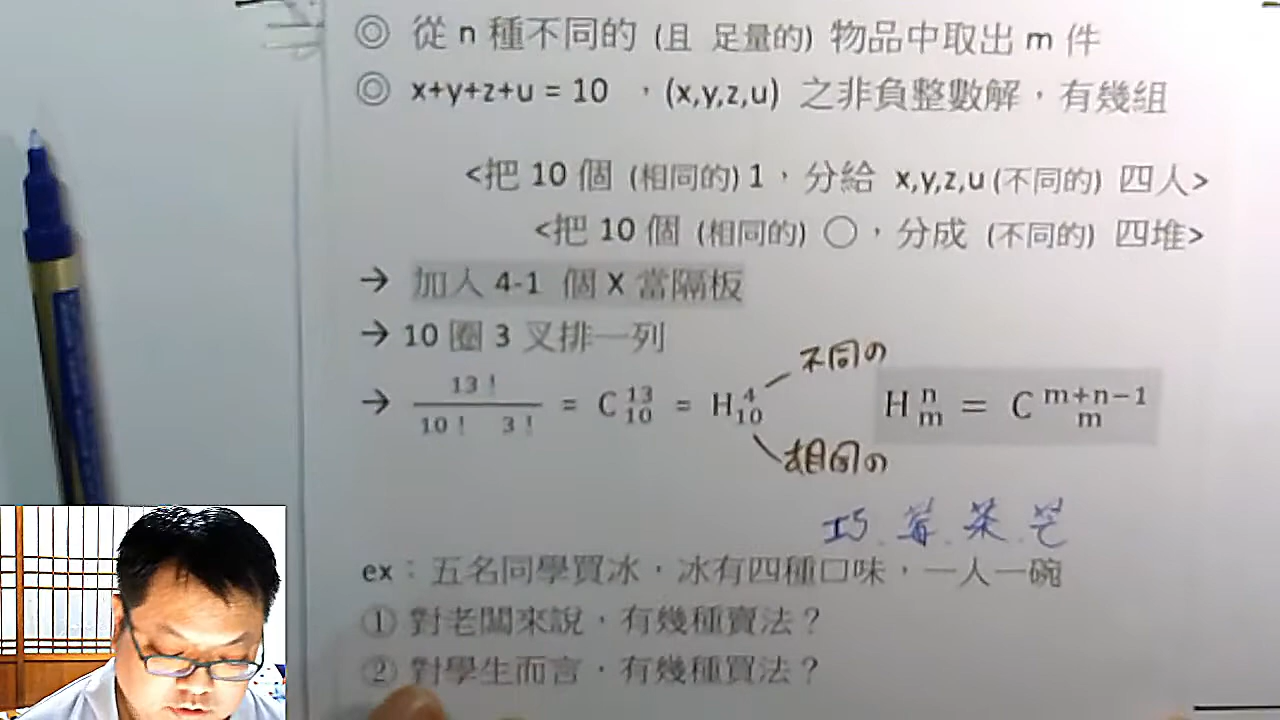 ◎ 從 n 種不同的 (且 足量的) 物品中取出 m 件
◎ x+y+z+u = 10 ，(x,y,z,u) 之非負整數解，有幾組
<把 10 個 (相同的) 1，分給 x,y,z,u (不同的) 四人>
<把 10 個 (相同的) ○，分成 (不同的) 四堆>
→ 加入 4-1 個 X 當隔板
→ 10 圈 3 叉排一列
不同の
→ 13！/ 10！ 3！ = C 13 10 = H 4 10 H n m = C m+n−1 m
相同の
巧.莓.茶.芒
ex：五名同學買冰，冰有四種口味，一人一碗
① 對老闆來說，有幾種賣法？
② 對學生而言，有幾種買法？